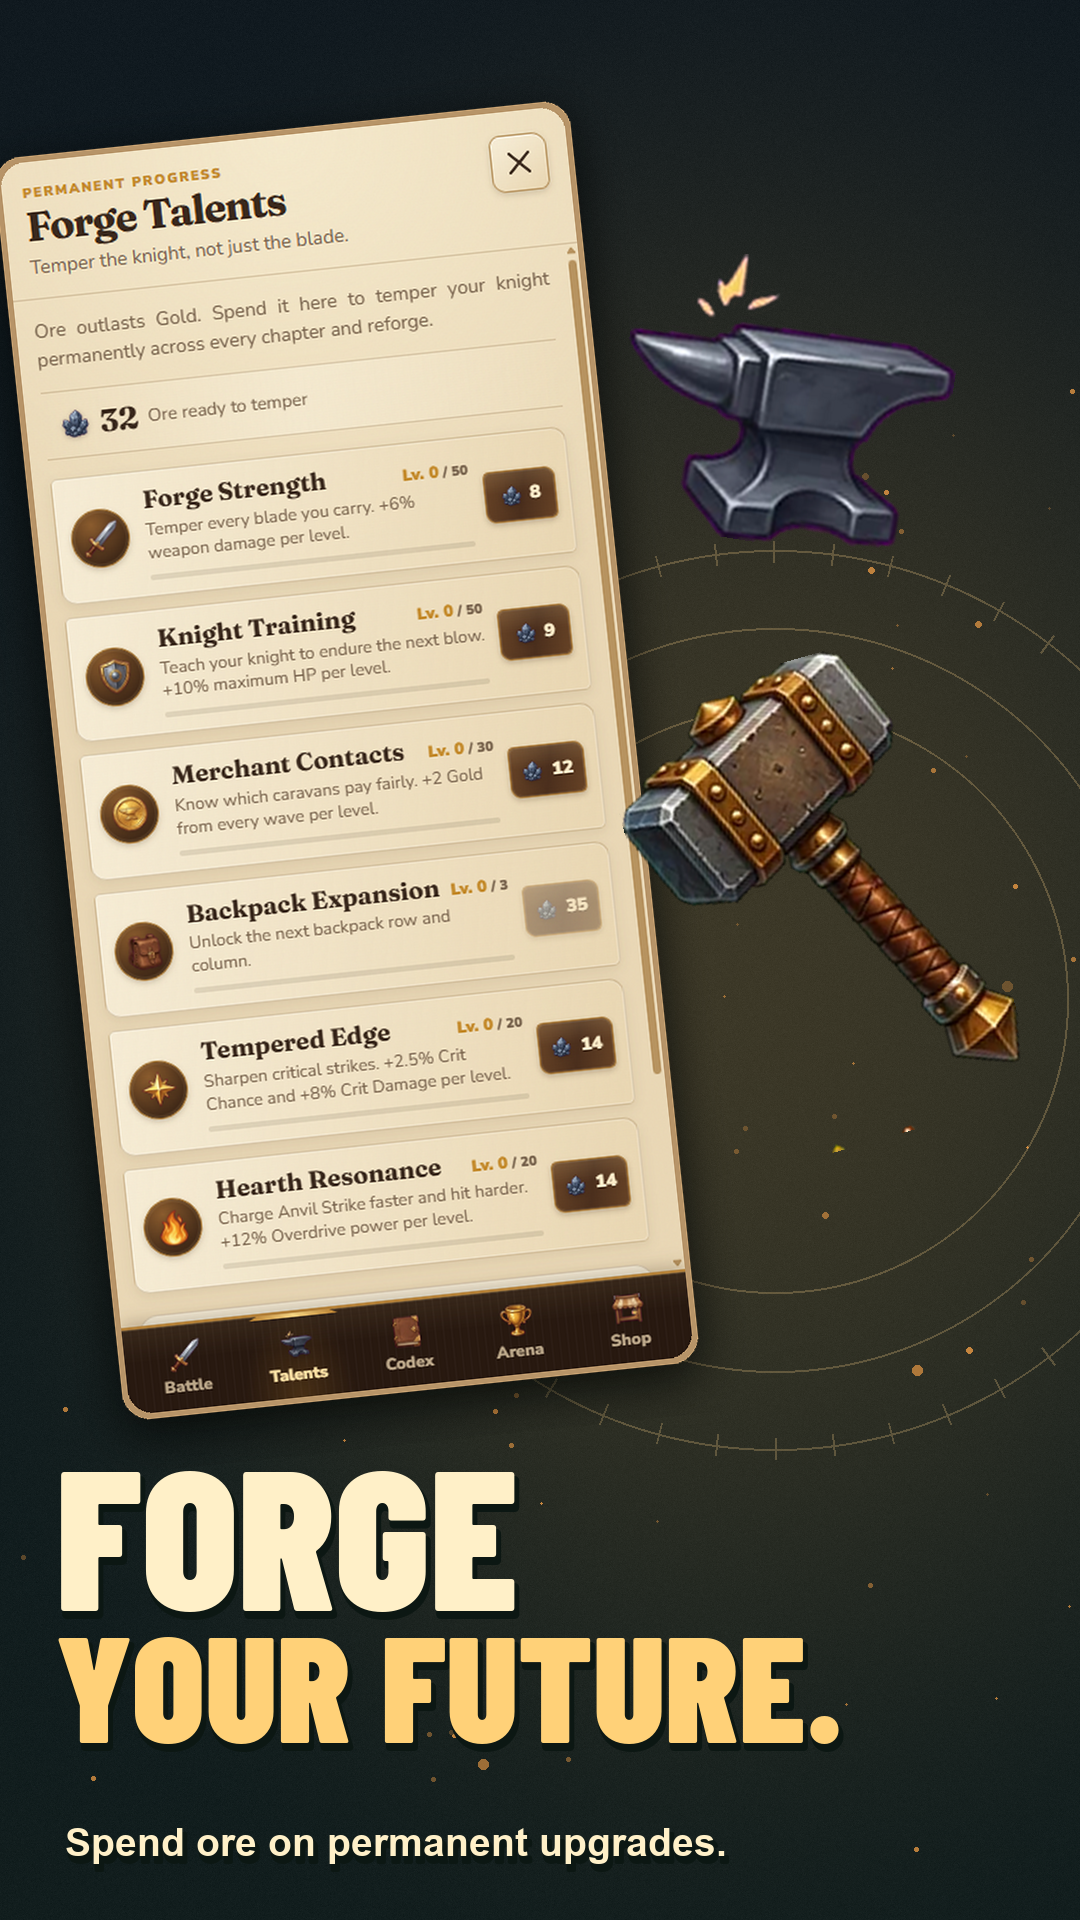 PERMANENT PROGRESS
Forge Talents
Temper the knight, not just the blade.
Ore outlasts Gold. Spend it here to temper your knight
permanently across every chapter and reforge.
32 Ore ready to temper
Forge Strength Lv. 0 / 50
Temper every blade you carry. +6%
weapon damage per level.
8
Knight Training Lv. 0 / 50
Teach your knight to endure the next blow.
+10% maximum HP per level.
9
Merchant Contacts Lv. 0 / 30
Know which caravans pay fairly. +2 Gold
from every wave per level.
12
Backpack Expansion Lv. 0 / 3
Unlock the next backpack row and
column.
35
Tempered Edge Lv. 0 / 20
Sharpen critical strikes. +2.5% Crit
Chance and +8% Crit Damage per level.
14
Hearth Resonance Lv. 0 / 20
Charge Anvil Strike faster and hit harder.
+12% Overdrive power per level.
14
Battle Talents Codex Arena Shop
FORGE
YOUR FUTURE.
Spend ore on permanent upgrades.